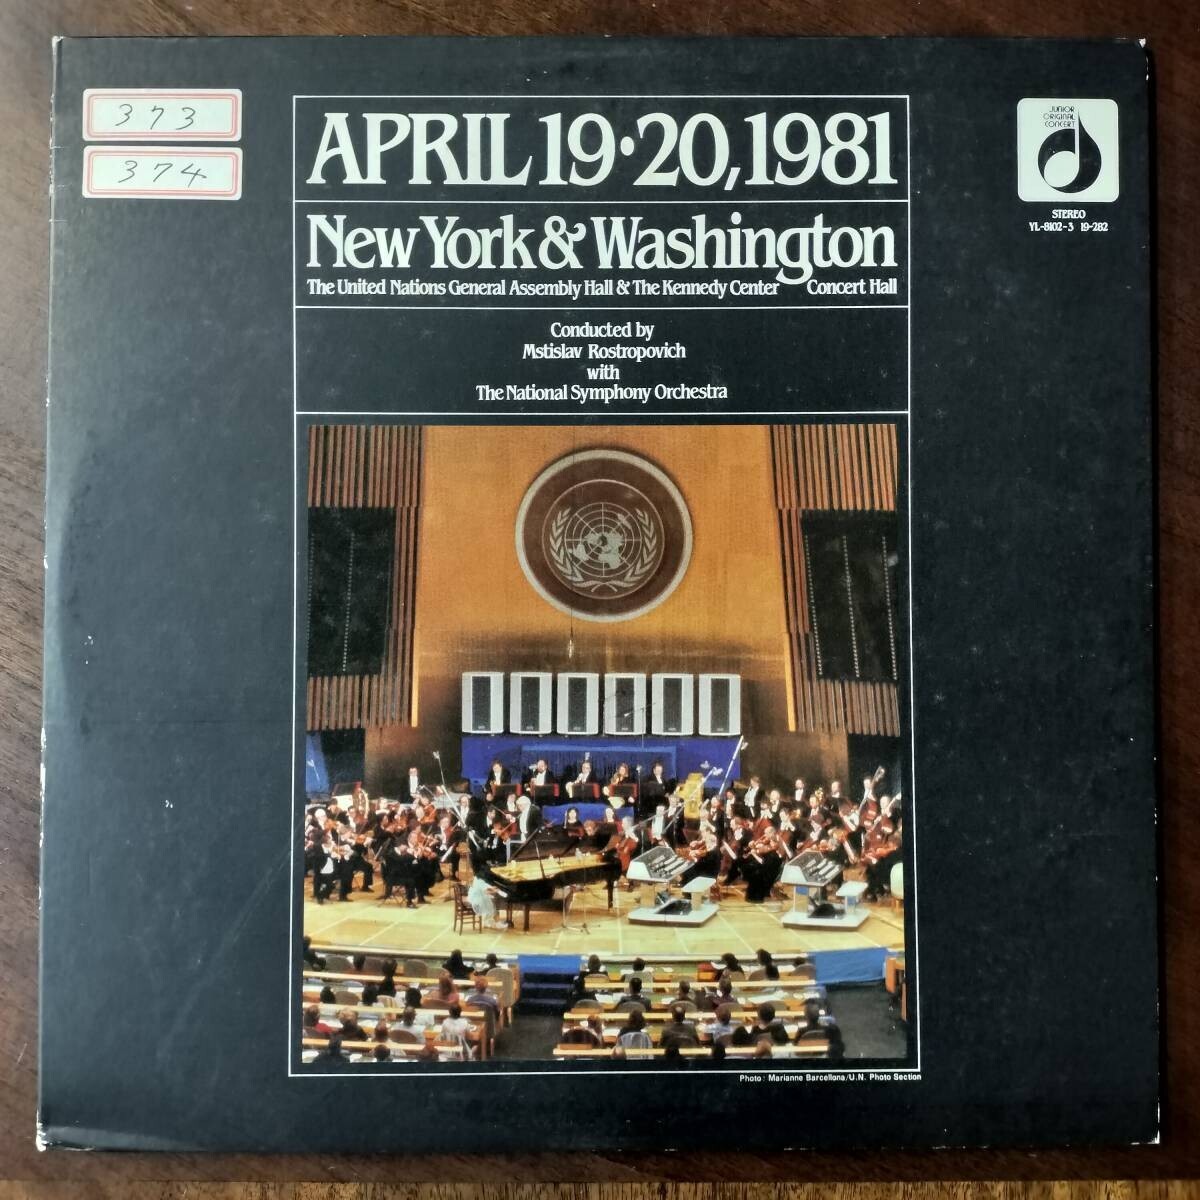 373
374
APRIL 19·20, 1981
New York & Washington
The United Nations General Assembly Hall & The Kennedy Center Concert Hall
Conducted by
Mstislav Rostropovich
with
The National Symphony Orchestra
JUNIOR
ORIGINAL
CONCERT
STEREO
YL-8102-3 19-282
Photo: Marianne Barcellona/U.N. Photo Section